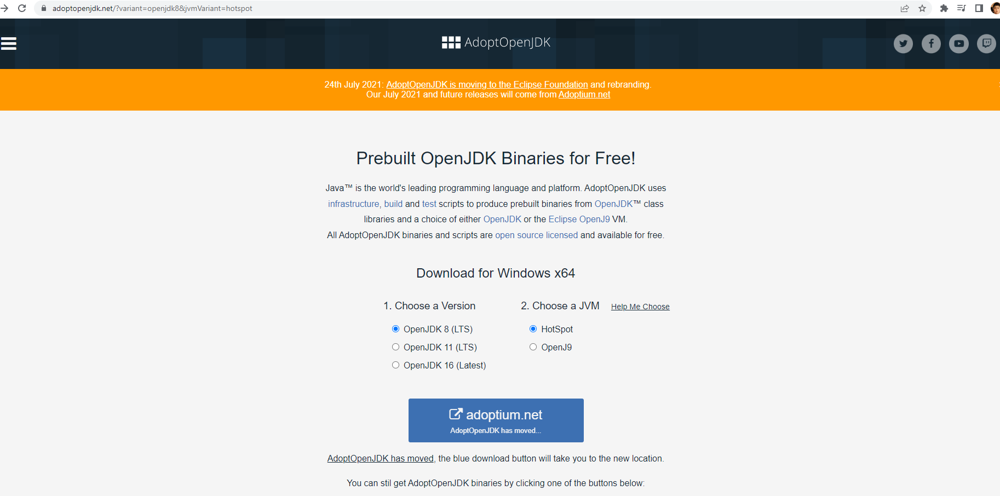 adoptopenjdk.net/?variant=openjdk8&jvmVariant=hotspot
AdoptOpenJDK
24th July 2021: AdoptOpenJDK is moving to the Eclipse Foundation and rebranding.
Our July 2021 and future releases will come from Adoptium.net
Prebuilt OpenJDK Binaries for Free!
Java™ is the world's leading programming language and platform. AdoptOpenJDK uses
infrastructure, build and test scripts to produce prebuilt binaries from OpenJDK™ class
libraries and a choice of either OpenJDK or the Eclipse OpenJ9 VM.
All AdoptOpenJDK binaries and scripts are open source licensed and available for free.
Download for Windows x64
1. Choose a Version
2. Choose a JVM Help Me Choose
OpenJDK 8 (LTS)
HotSpot
OpenJDK 11 (LTS)
OpenJ9
OpenJDK 16 (Latest)
adoptium.net
AdoptOpenJDK has moved...
AdoptOpenJDK has moved, the blue download button will take you to the new location.
You can stil get AdoptOpenJDK binaries by clicking one of the buttons below: